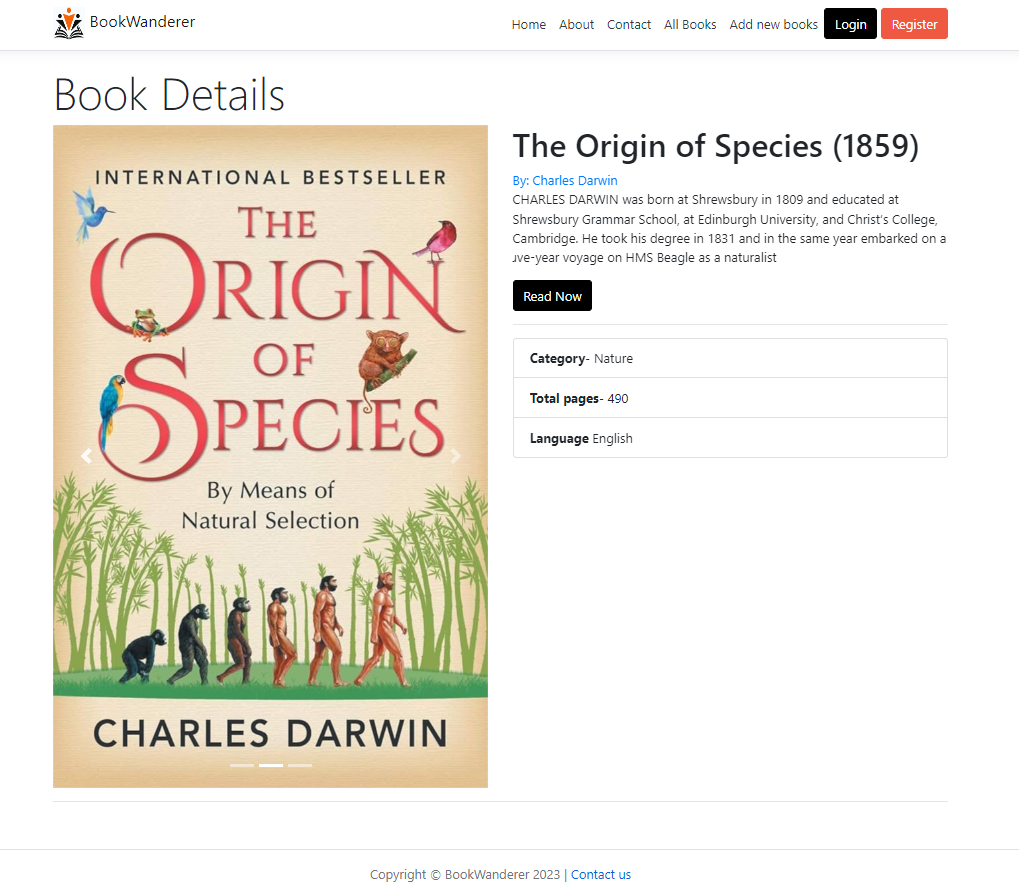 BookWanderer
Home About Contact All Books Add new books Login Register
Book Details
INTERNATIONAL BESTSELLER
THE
ORIGIN
OF
SPECIES
By Means of
Natural Selection
CHARLES DARWIN
The Origin of Species (1859)
By: Charles Darwin
CHARLES DARWIN was born at Shrewsbury in 1809 and educated at
Shrewsbury Grammar School, at Edinburgh University, and Christ's College,
Cambridge. He took his degree in 1831 and in the same year embarked on a
voyage on HMS Beagle as a naturalist
Read Now
Category- Nature
Total pages- 490
Language English
Copyright © BookWanderer 2023 | Contact us